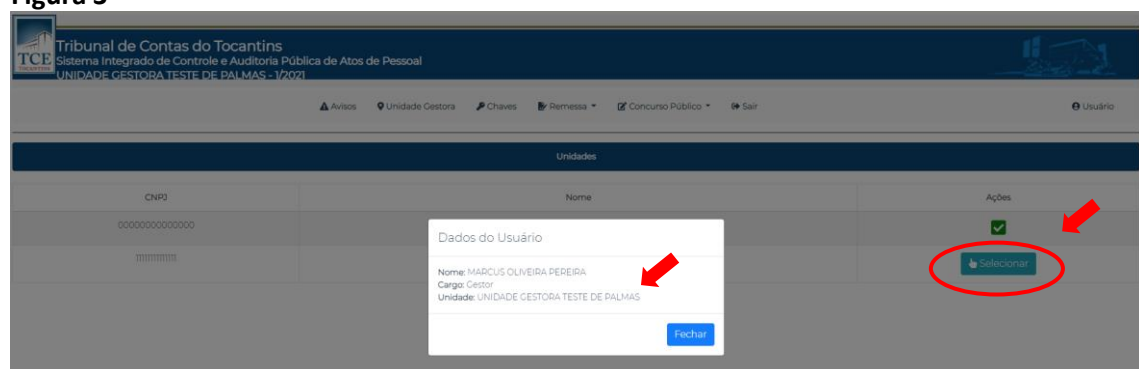 Tribunal de Contas do Tocantins
TCE
TOCANTINS
Sistema Integrado de Controle e Auditoria Pública de Atos de Pessoal
UNIDADE GESTORA TESTE DE PALMAS - 1/2021
Avisos Unidade Gestora Chaves Remessa Concurso Público Sair Usuário
Unidades
CNPJ Nome Ações
00000000000000
Selecionar
Dados do Usuário
Nome: MARCUS OLIVEIRA PEREIRA
Cargo: Gestor
Unidade: UNIDADE GESTORA TESTE DE PALMAS
Fechar